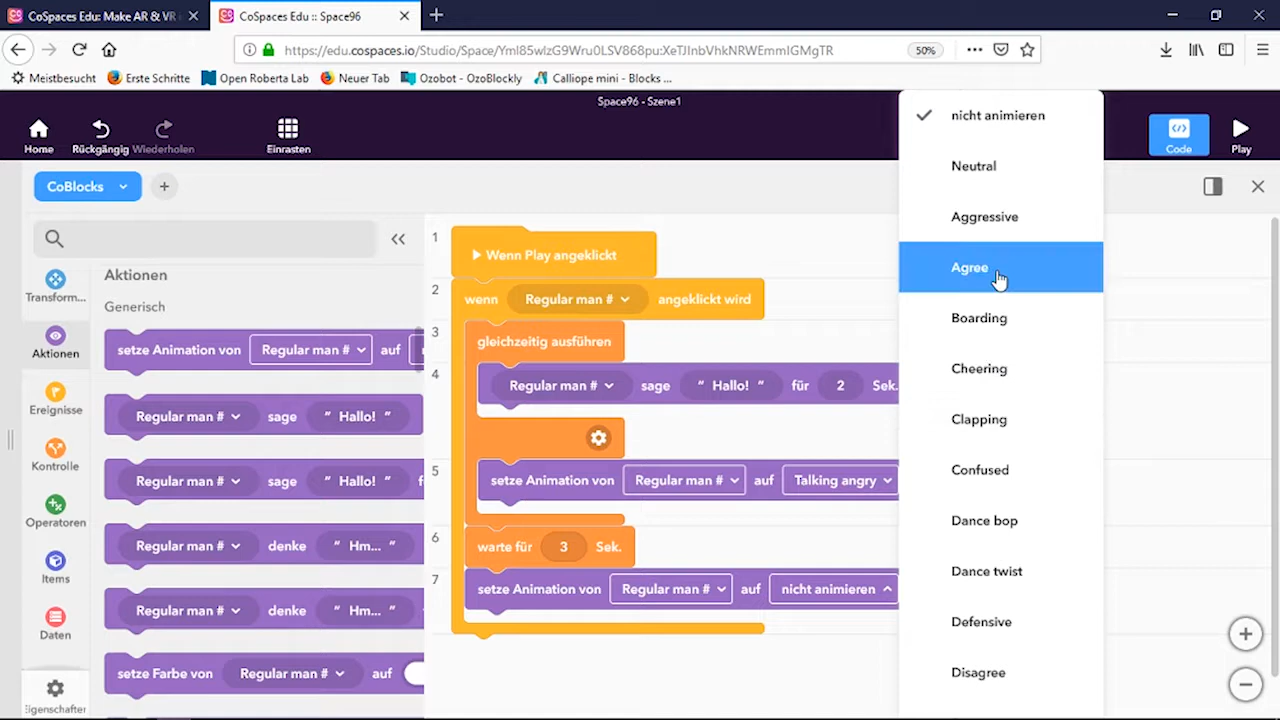 CoSpaces Edu: Make AR & VR
CoSpaces Edu :: Space96
https://edu.cospaces.io/Studio/Space/Yml85wlzG9Wru0LSV868pu:XeTJInbVhkNRWEmmIGMgTR
50%
Meistbesucht
Erste Schritte
Open Roberta Lab
Neuer Tab
Ozobot - OzoBlockly
Calliope mini - Blocks ...
Space96 - Szene1
Home
Rückgängig
Wiederholen
Einrasten
Code
Play
CoBlocks
Transform...
Aktionen
Ereignisse
Kontrolle
Operatoren
Items
Daten
Eigenschafter
Aktionen
Generisch
setze Animation von Regular man # auf
Regular man # sage “ Hallo! ”
Regular man # sage “ Hallo! ” f
Regular man # denke “ Hm... ”
Regular man # denke “ Hm... ”
setze Farbe von Regular man # auf
1 Wenn Play angeklickt
2 wenn Regular man # angeklickt wird
3 gleichzeitig ausführen
4 Regular man # sage “ Hallo! ” für 2 Sek.
5 setze Animation von Regular man # auf Talking angry
6 warte für 3 Sek.
7 setze Animation von Regular man # auf nicht animieren
nicht animieren
Neutral
Aggressive
Agree
Boarding
Cheering
Clapping
Confused
Dance bop
Dance twist
Defensive
Disagree